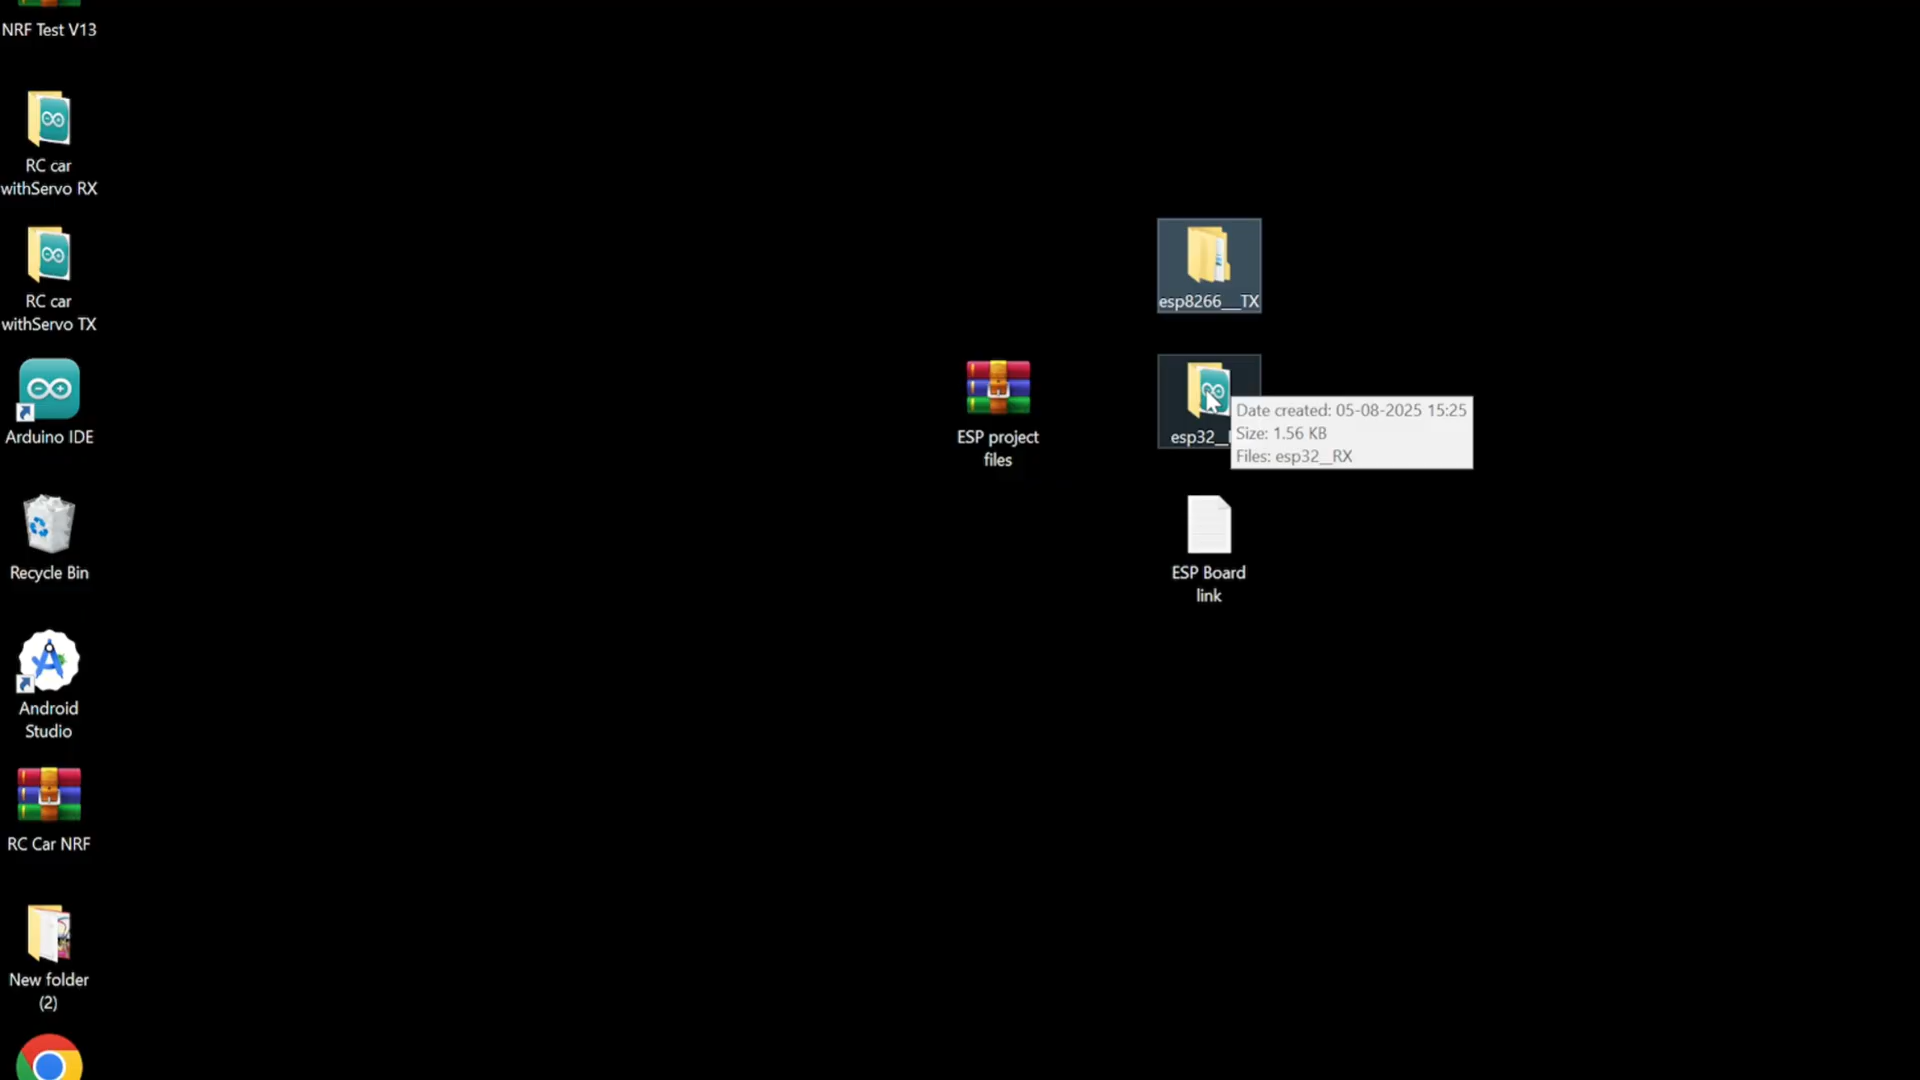 NRF Test V13
RC car
withServo RX
RC car
withServo TX
Arduino IDE
Recycle Bin
Android
Studio
RC Car NRF
New folder
(2)
ESP project
files
esp8266__TX
esp32__
Date created: 05-08-2025 15:25
Size: 1.56 KB
Files: esp32__RX
ESP Board
link